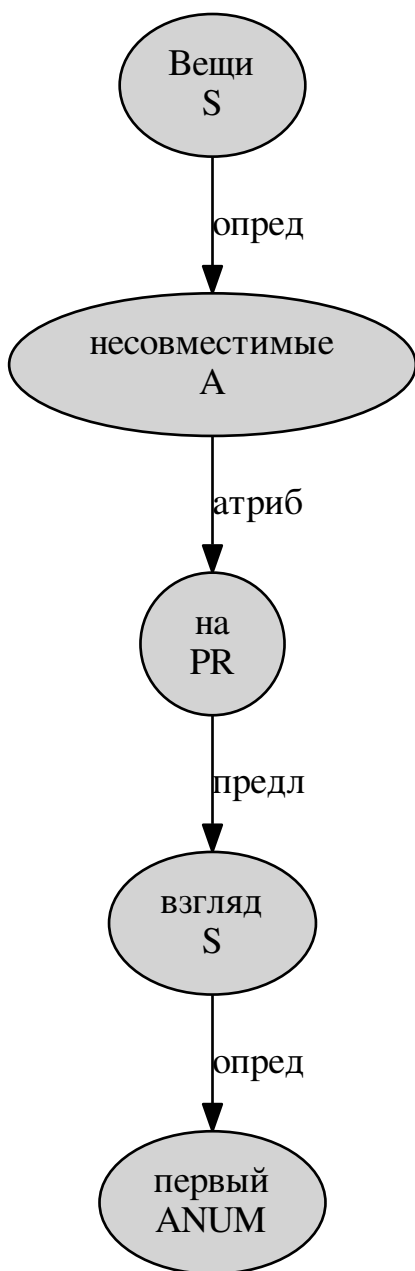 Вещи
S
опред
несовместимые
A
атриб
на
PR
предл
взгляд
S
опред
первый
ANUM